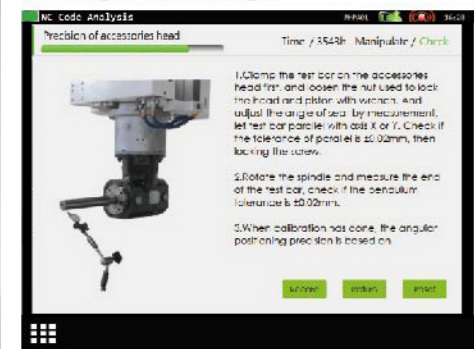 NC Code Analysis
16:28
Precision of accessories head
Time / 3543h Manipulate / Check
1.Clamp the test bar on the accessories
head first, and loosen the nut used to lock
the head and piston with wrench. And
adjust the angle of seat by measurement,
let test bar parallel with axis X or Y. Check if
the tolerance of parallel is ±0.02mm, then
locking the screw.
2.Rotate the spindle and measure the end
of the test bar, check if the pendulum
tolerance is ±0.02mm.
3.When calibration has done, the angular
positioning precision is based on
Return
Reset